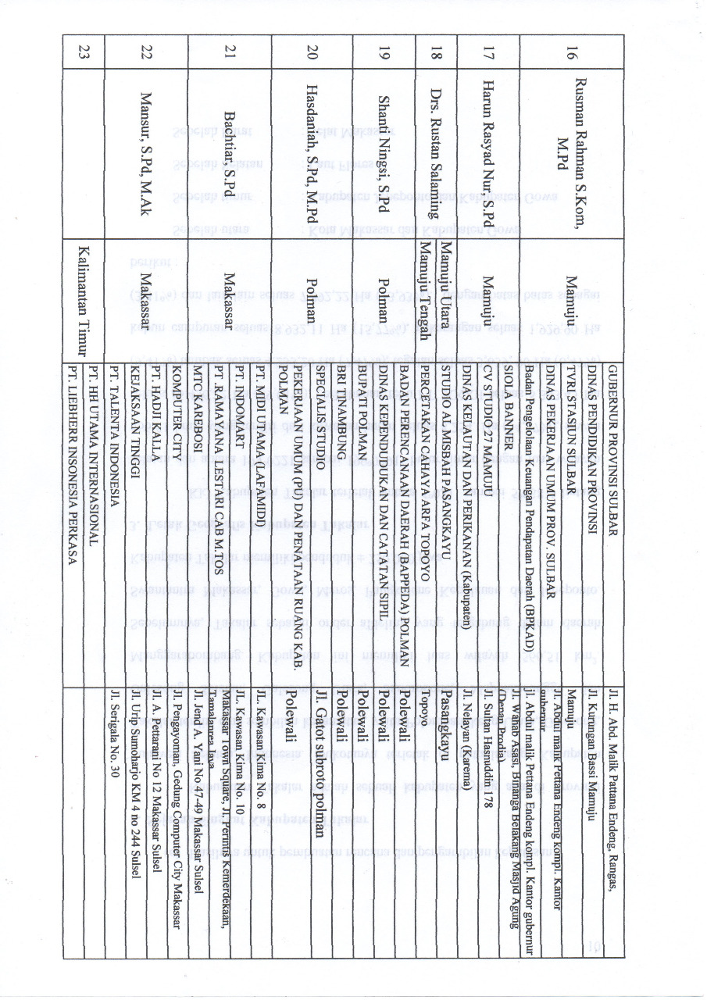 16 Rusman Rahman S.Kom, M.Pd Mamuju GUBERNUR PROVINSI SULBAR Jl H. Abd. Malik Pattana Endeng, Rangas,
DINAS PENDIDIKAN PROVINSI Jl. Kuningan Bassi Mamuju
TVRI STASIUN SULBAR Mamuju
DINAS PEKERJAAN UMUM PROV. SULBAR Jl Abdul malik Pettana Endeng kompl. Kantor gubernur
Badan Pengelolaan Keuangan Pendapatan Daerah (BPKAD) jl. Abdul malik Pettana Endeng kompl. Kantor gubernur
SIOLA BANNER J. Wahab Asasi, Binanga Belakang Masjid Agung (Depan Prodia)
17 Harun Rasyad Nur, S.Pd Mamuju CV STUDIO 27 MAMUJU Jl. Sultan Hasnuddin 178
DINAS KELAUTAN DAN PERIKANAN (Kabupaten) Jl. Nelayan (Karema)
18 Drs. Rustan Salaming Mamuju Utara STUDIO AL MISBAH PASANGKAYU Pasangkayu
Mamuju Tengah PERCETAKAN CAHAYA ARFA TOPOYO Topoyo
19 Shanti Ningsi, S.Pd Polman BADAN PERENCANAAN DAERAH (BAPPEDA) POLMAN Polewali
DINAS KEPENDUDUKAN DAN CATATAN SIPIL Polewali
BUPATI POLMAN Polewali
20 Hasdaniah, S.Pd, M.Pd Polman BRI TINAMBUNG Polewali
SPECIALIS STUDIO Jl. Gatot subroto polman
PEKERJAAN UMUM (PU) DAN PENATAAN RUANG KAB. POLMAN Polewali
21 Bachtiar, S.Pd Makassar PT. MIDI UTAMA (ALAFAMID) JL. Kawasan Kima No. 8
PT. INDOMART JL. Kawasan Kima No. 10
PT .RAMAYANA LESTARI CAB M.TOS Makassar Town Square, Jl. Perintis Kemerdekaan, Tamalanrea Jaya
MTC KAREBOSI Jl. Jend A. Yani No 47-49 Makassar Sulsel
22 Mansur, S.Pd, M.Ak Makassar KOMPUTER CITY Jl. Pengayoman, Gedung Computer City Makassar
PT. HADJI KALLA Jl. A. Pettarani No 12 Makassar Sulsel
KEJAKSAAN TINGGI Jl. Urip Sumoharjo KM 4 no 244 Sulsel
PT. TALENTA INDONESIA Jl. Serigala No. 30
23 Kalimantan Timur PT. HH UTAMA INTERNASIONAL
PT. LIEBHERR INSONESIA PERKASA